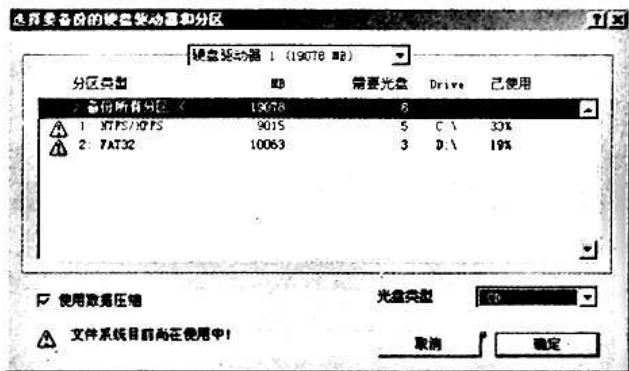 选择要备份的硬盘驱动器和分区
硬盘驱动器 1 (19078 MB)
分区类型 MB 需要光盘 Drive 已使用
> 备份所有分区 < 19078 8
1: NTFS/HPFS 9015 5 C:\ 33%
2: FAT32 10063 3 D:\ 19%
使用数据压缩 光盘类型 CD
文件系统目前尚在使用中!
取消 确定